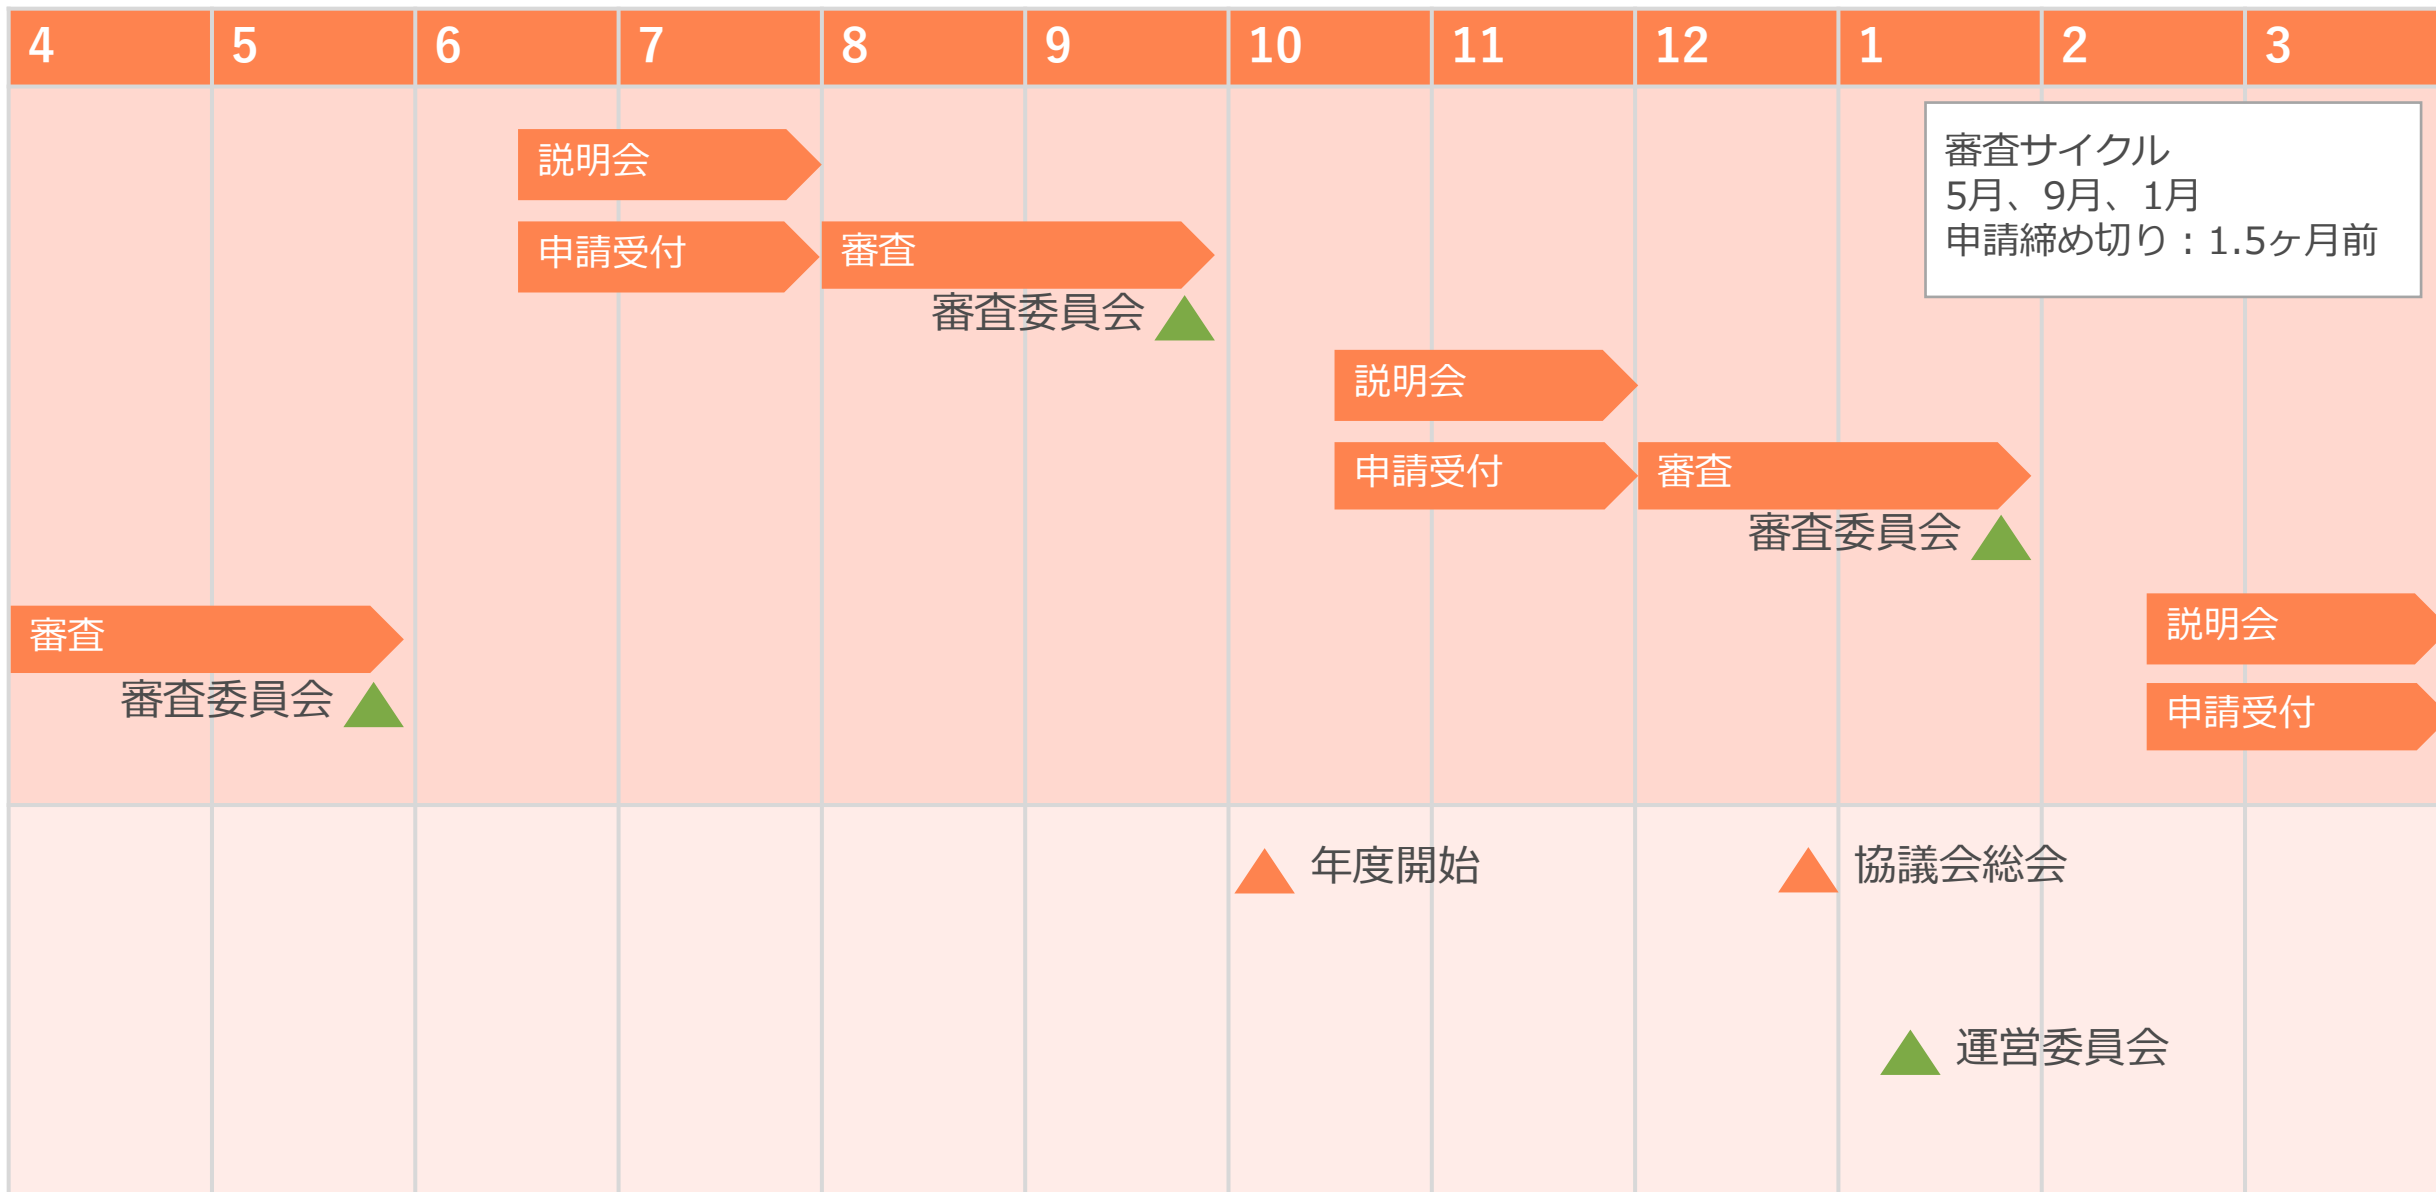 4
5
6
7
8
9
10
11
12
1
2
3
審査サイクル
5月、9月、1月
申請締め切り：1.5ヶ月前
説明会
申請受付
審査
審査委員会
説明会
申請受付
審査
審査委員会
審査
審査委員会
説明会
申請受付
年度開始
協議会総会
運営委員会